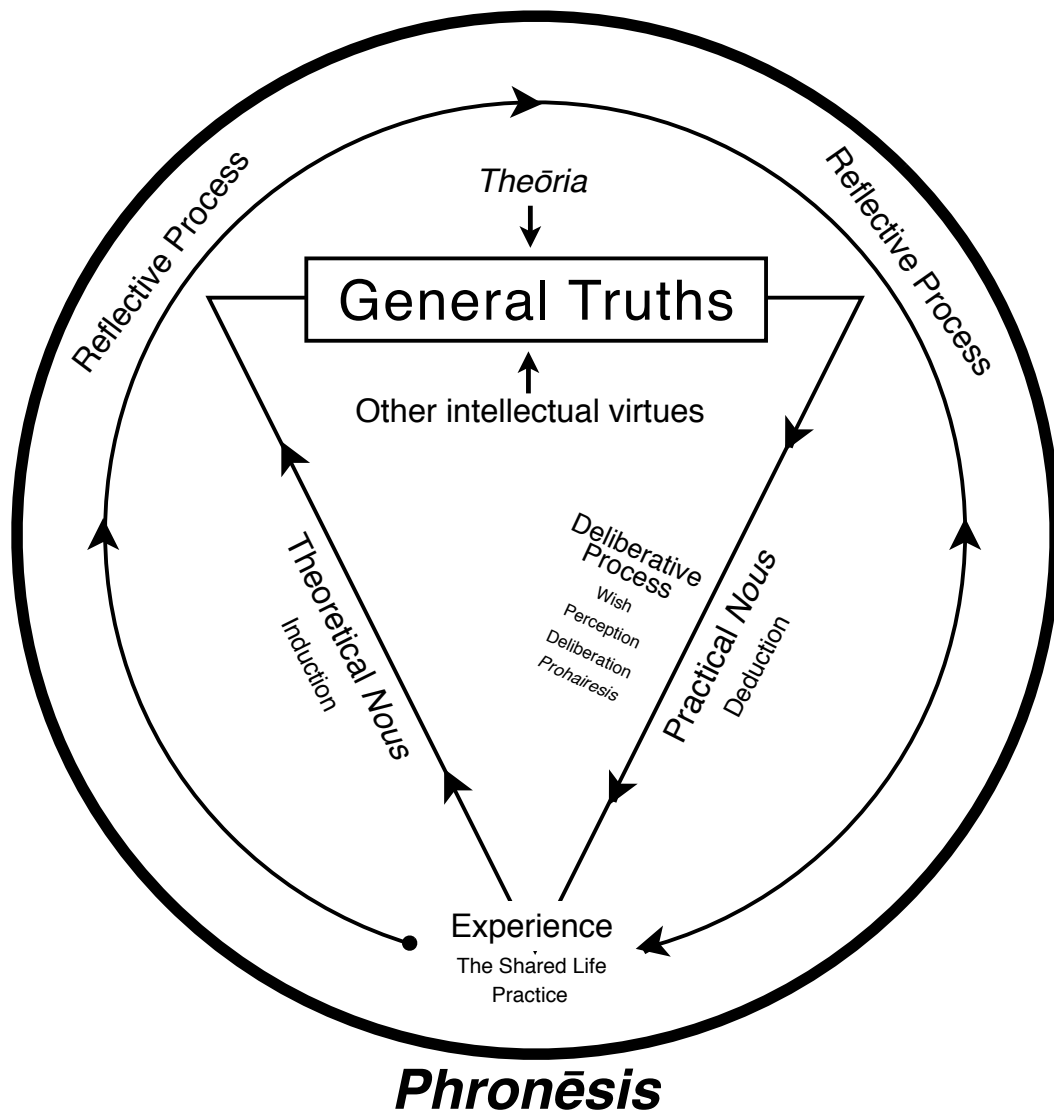 Reflective Process
Reflective Process
Theōria
General Truths
Other intellectual virtues
Theoretical Nous
Induction
Deliberative
Process
Wish
Perception
Deliberation
Prohairesis
Practical Nous
Deduction
Experience
The Shared Life
Practice
Phronēsis